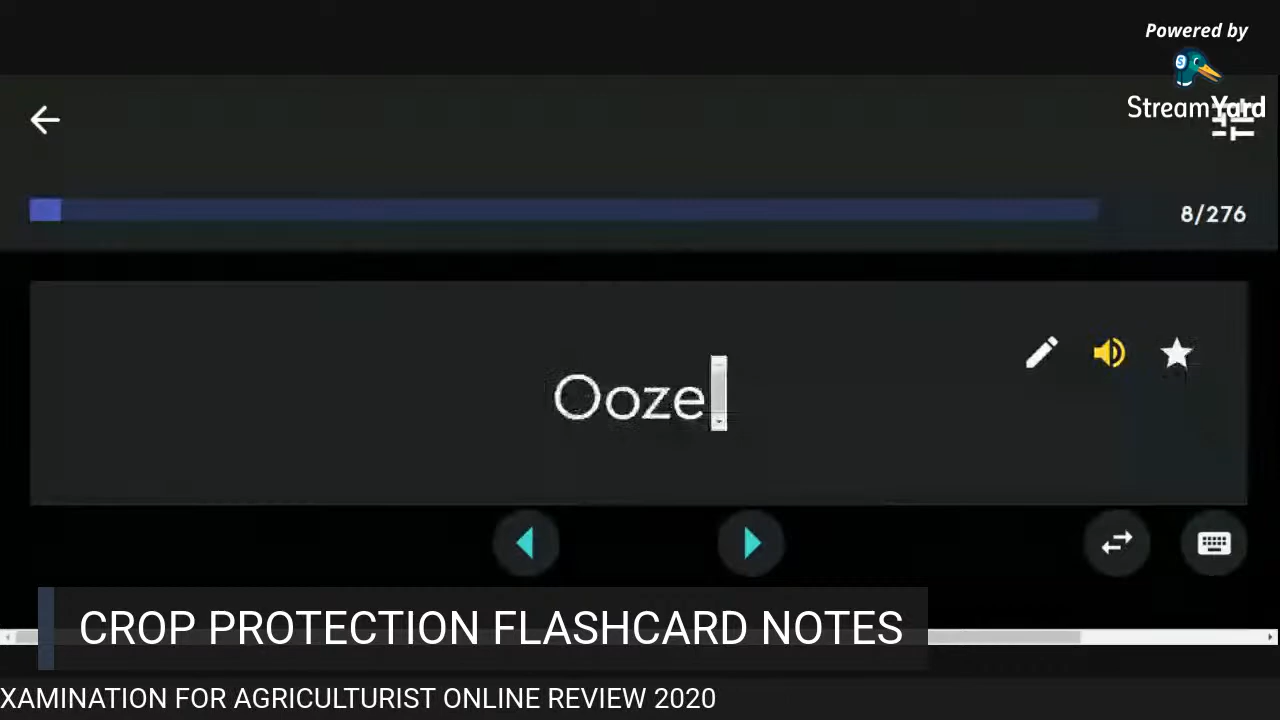 Powered by
StreamYard
8/276
Ooze
CROP PROTECTION FLASHCARD NOTES
XAMINATION FOR AGRICULTURIST ONLINE REVIEW 2020